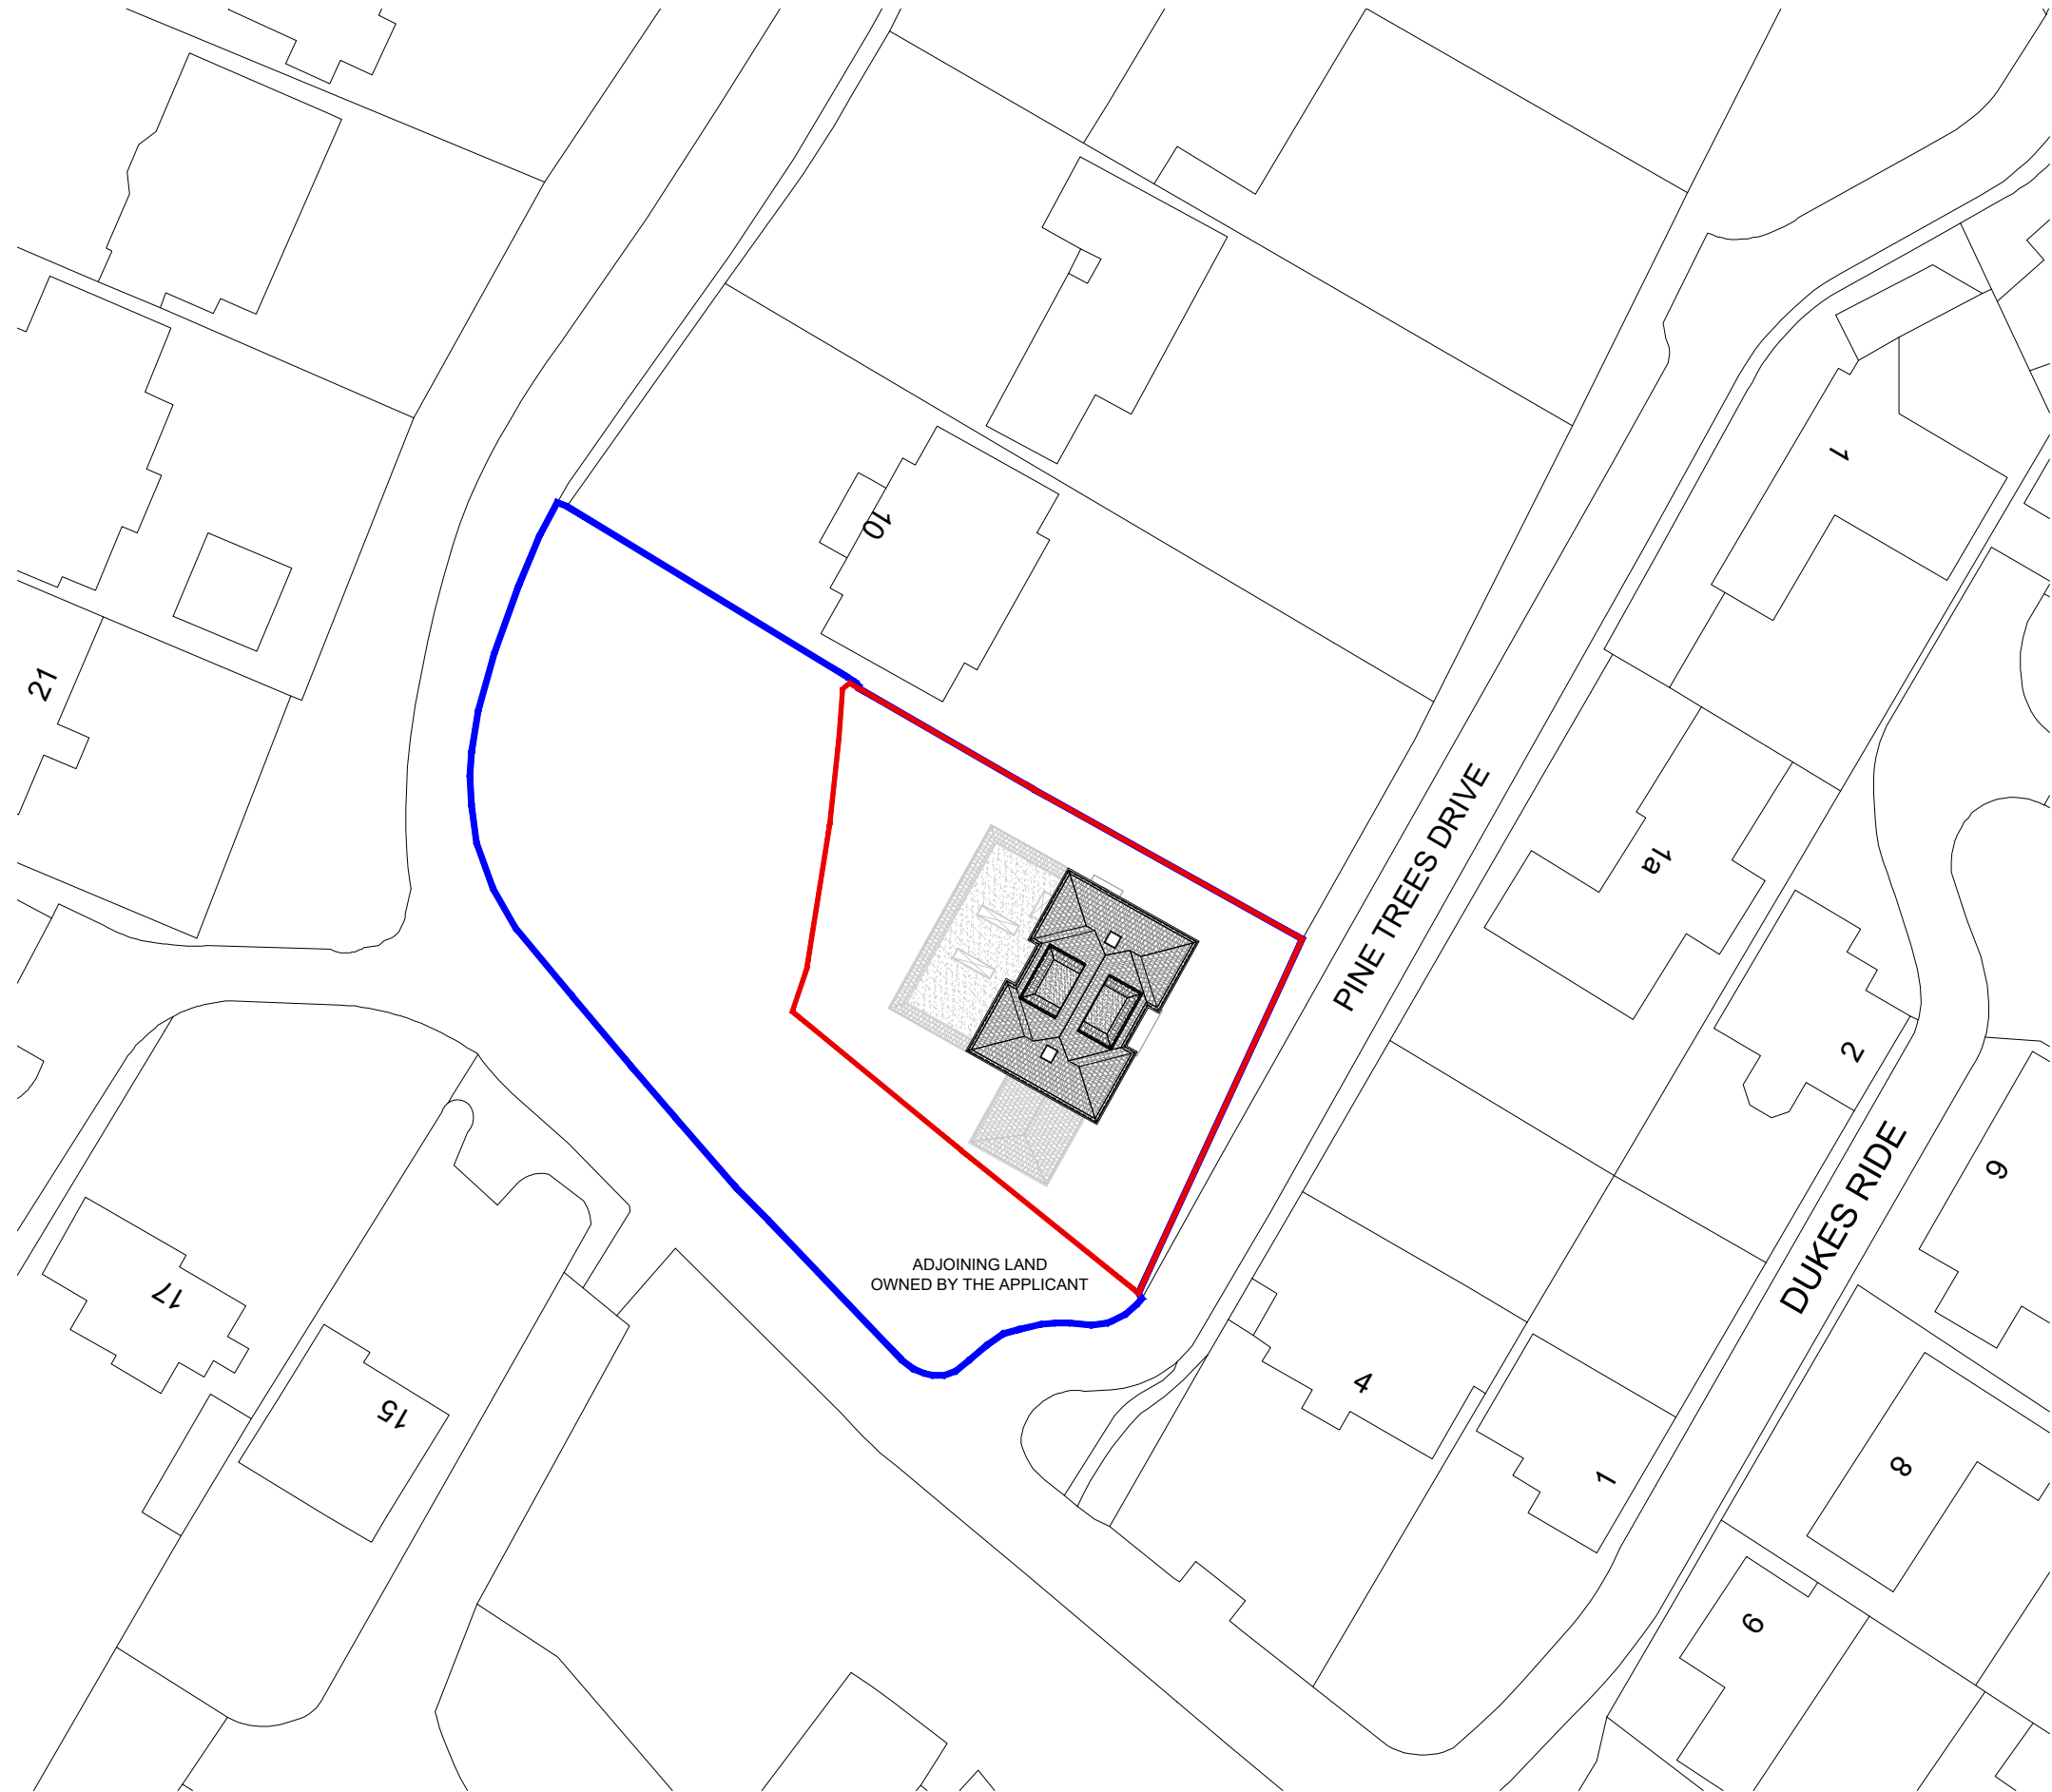 10
21
1
PINE TREES DRIVE
1a
2
9
DUKES RIDE
ADJOINING LAND
OWNED BY THE APPLICANT
17
15
4
1
8
6